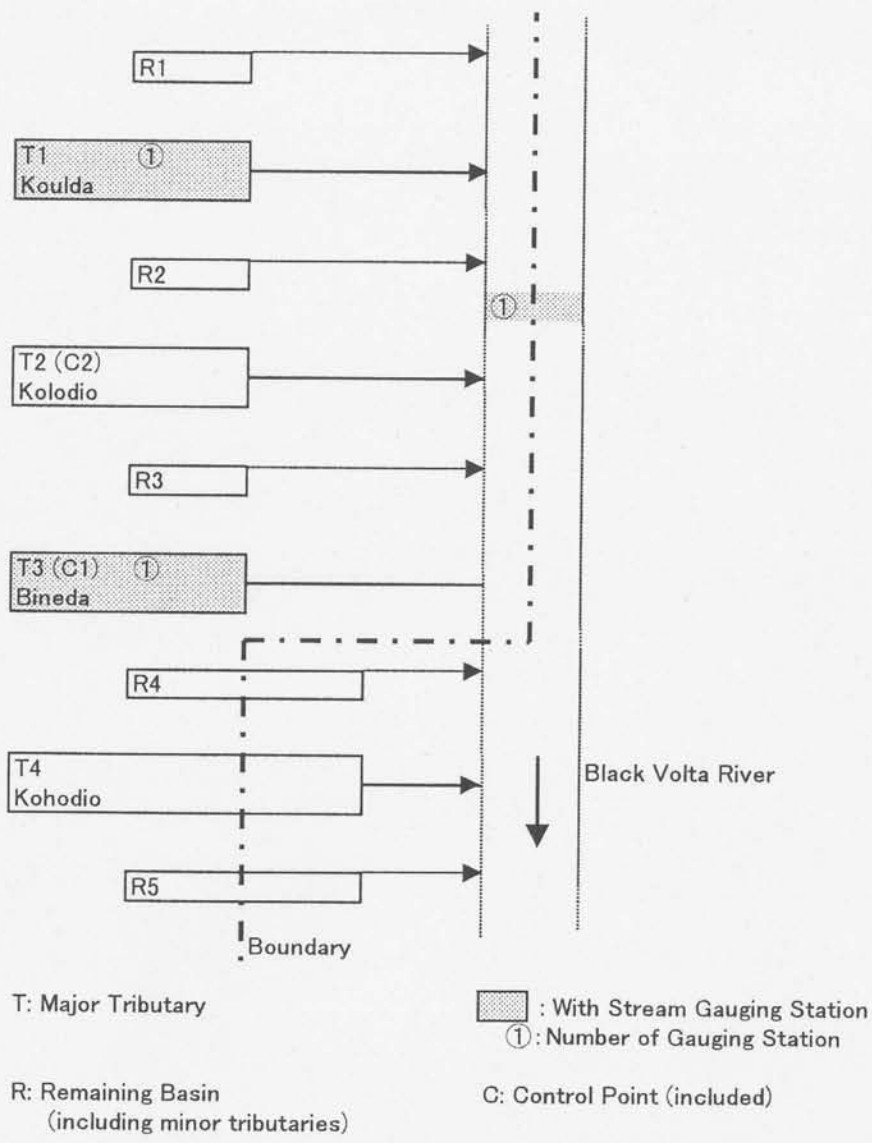 R1
T1 ①
Koulda
R2
①
T2 (C2)
Kolodio
R3
T3 (C1) ①
Bineda
R4
T4
Kohodio
Black Volta River
R5
Boundary
T: Major Tributary
: With Stream Gauging Station
①: Number of Gauging Station
R: Remaining Basin
(including minor tributaries)
C: Control Point (included)